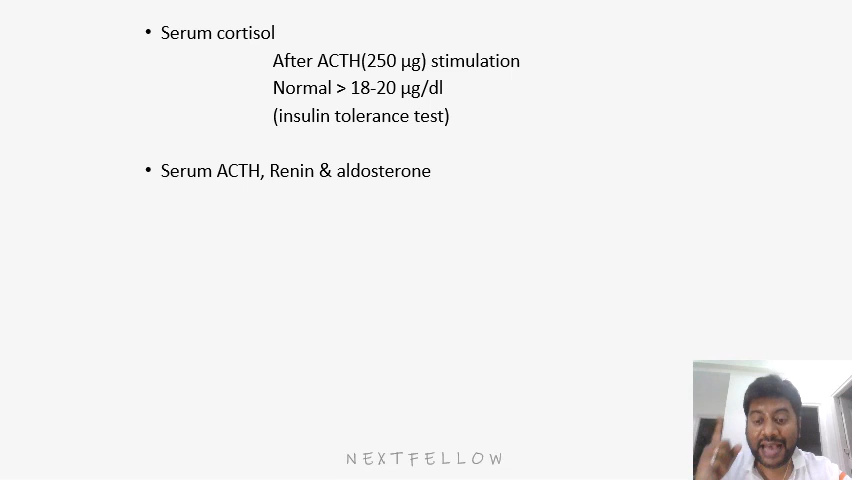 • Serum cortisol
After ACTH(250 µg) stimulation
Normal > 18-20 µg/dl
(insulin tolerance test)
• Serum ACTH, Renin & aldosterone
NEXTFELLOW